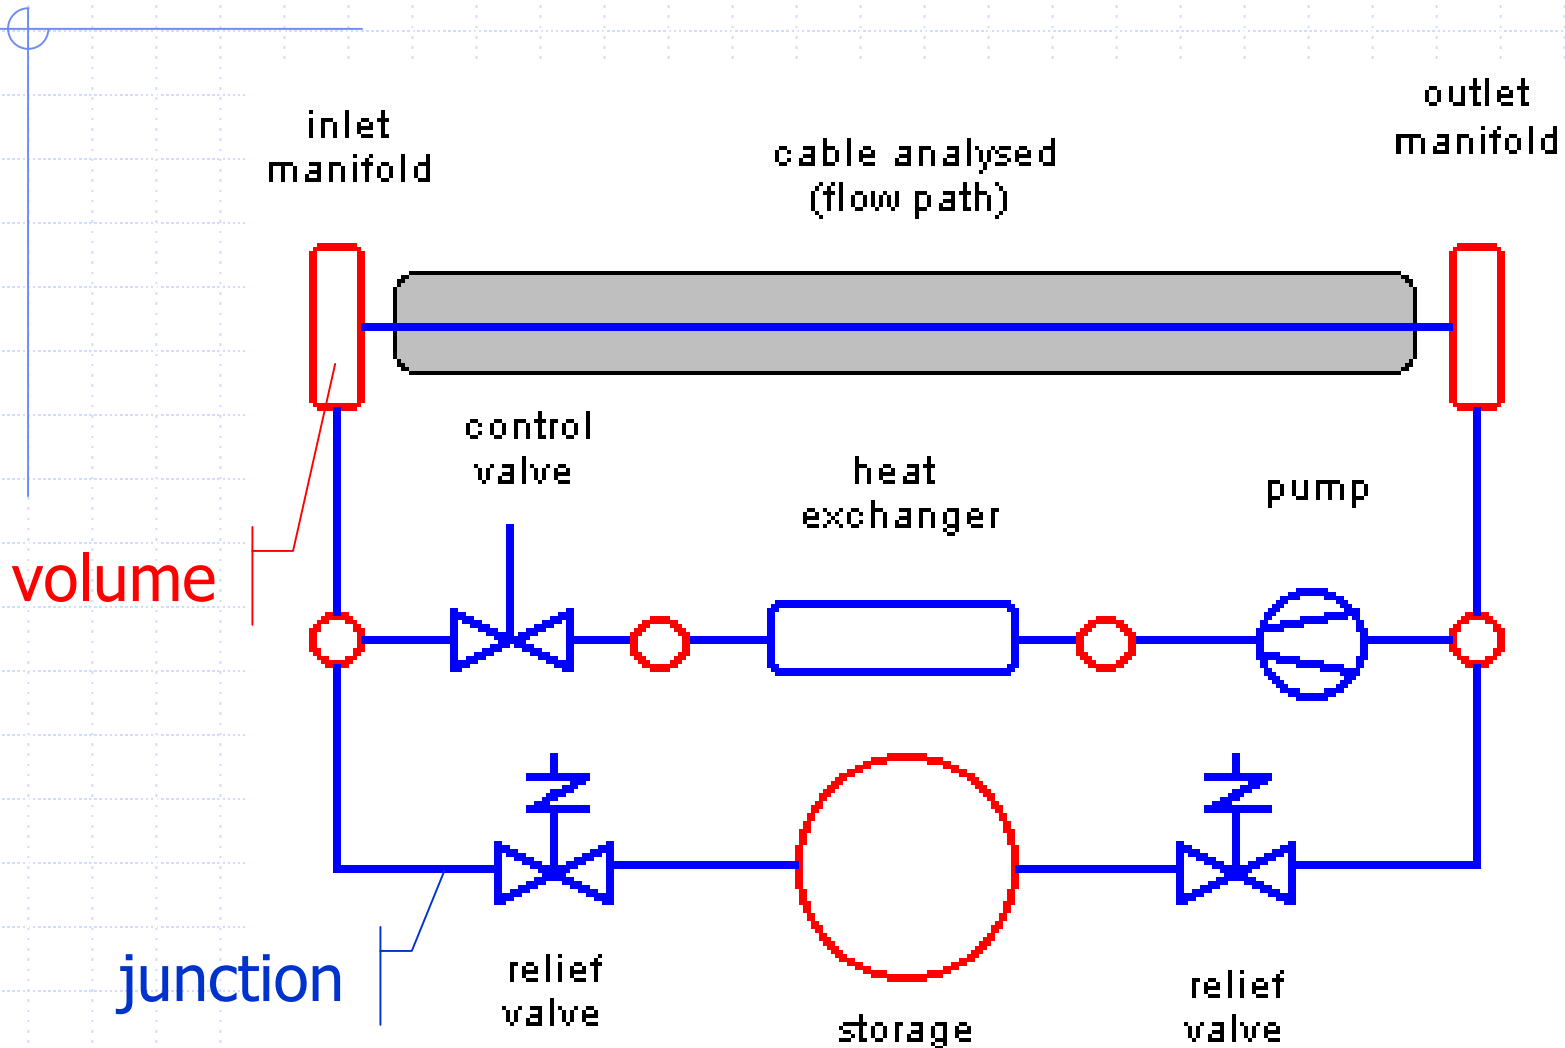 inlet
manifold
cable analysed
(flow path)
outlet
manifold
control
valve
heat
exchanger
pump
volume
junction
relief
valve
storage
relief
valve